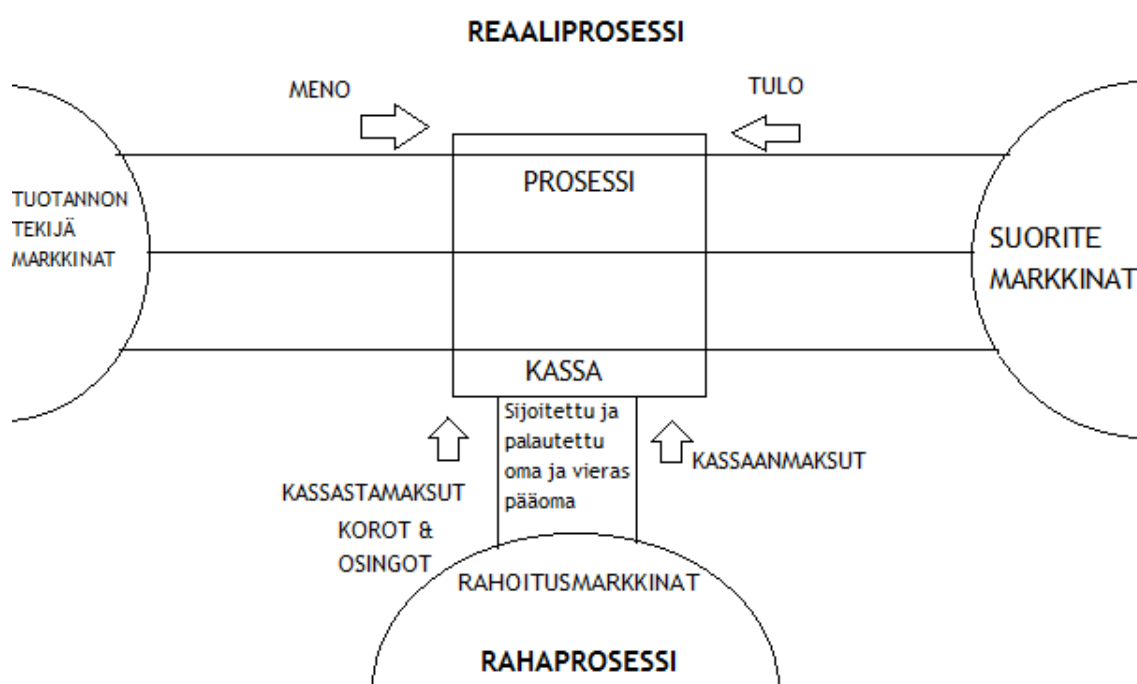 REAALIPROSESSI
MENO
TULO
TUOTANNON
TEKIJÄ
MARKKINAT
PROSESSI
SUORITE
MARKKINAT
KASSA
Sijoitettu ja
palautettu
oma ja vieras
pääoma
KASSAANMAKSUT
KASSASTAMAKSUT
KOROT &
OSINGOT
RAHOITUSMARKKINAT
RAHAPROSESSI